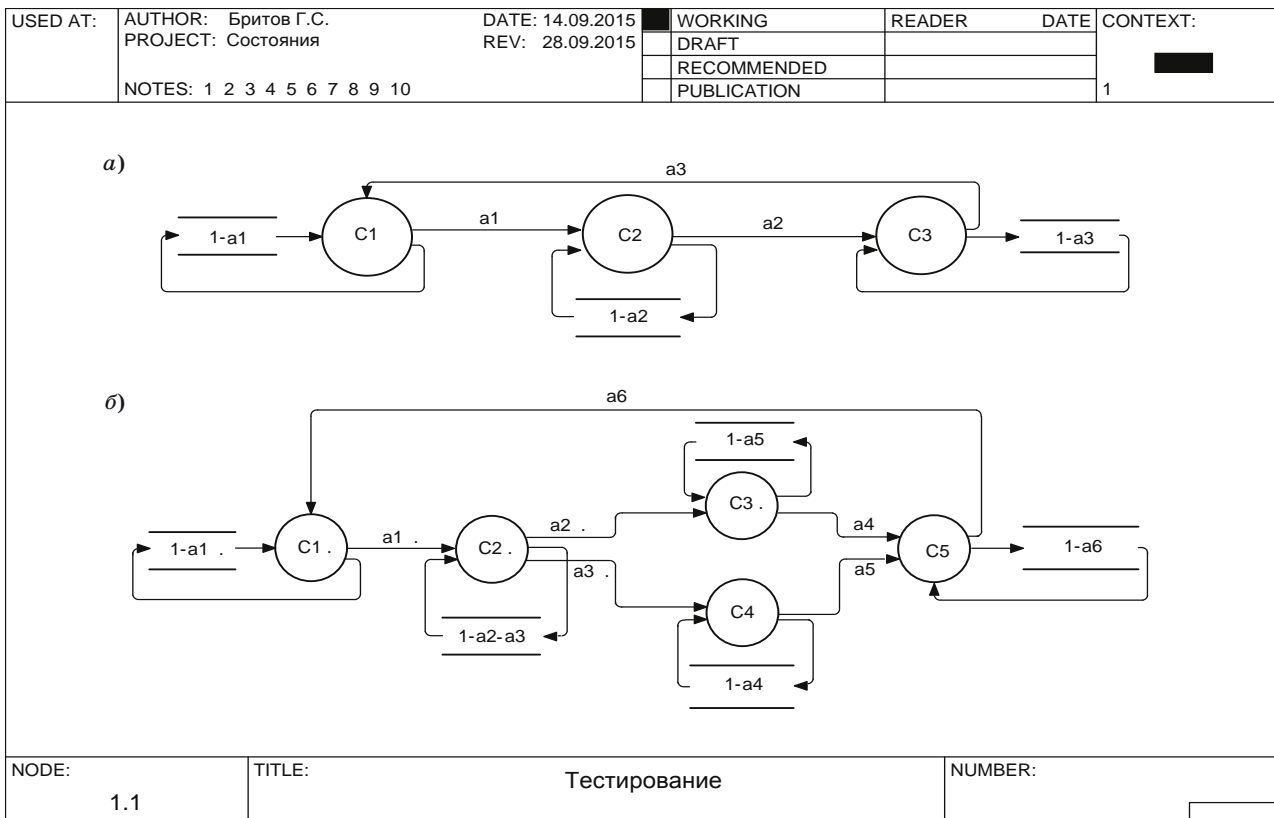 USED AT:
AUTHOR: Бритов Г.С.
DATE: 14.09.2015
PROJECT: Состояния
REV: 28.09.2015
NOTES: 1 2 3 4 5 6 7 8 9 10
WORKING
DRAFT
RECOMMENDED
PUBLICATION
READER DATE
CONTEXT:
1
а)
a3
1-a1
C1
a1
C2
a2
C3
1-a3
1-a2
б)
a6
1-a5
C3 .
1-a1 .
C1 .
a1 .
C2 .
a2 .
a3 .
a4
a5
C5
1-a6
C4
1-a2-a3
1-a4
NODE:
1.1
TITLE:
Тестирование
NUMBER: